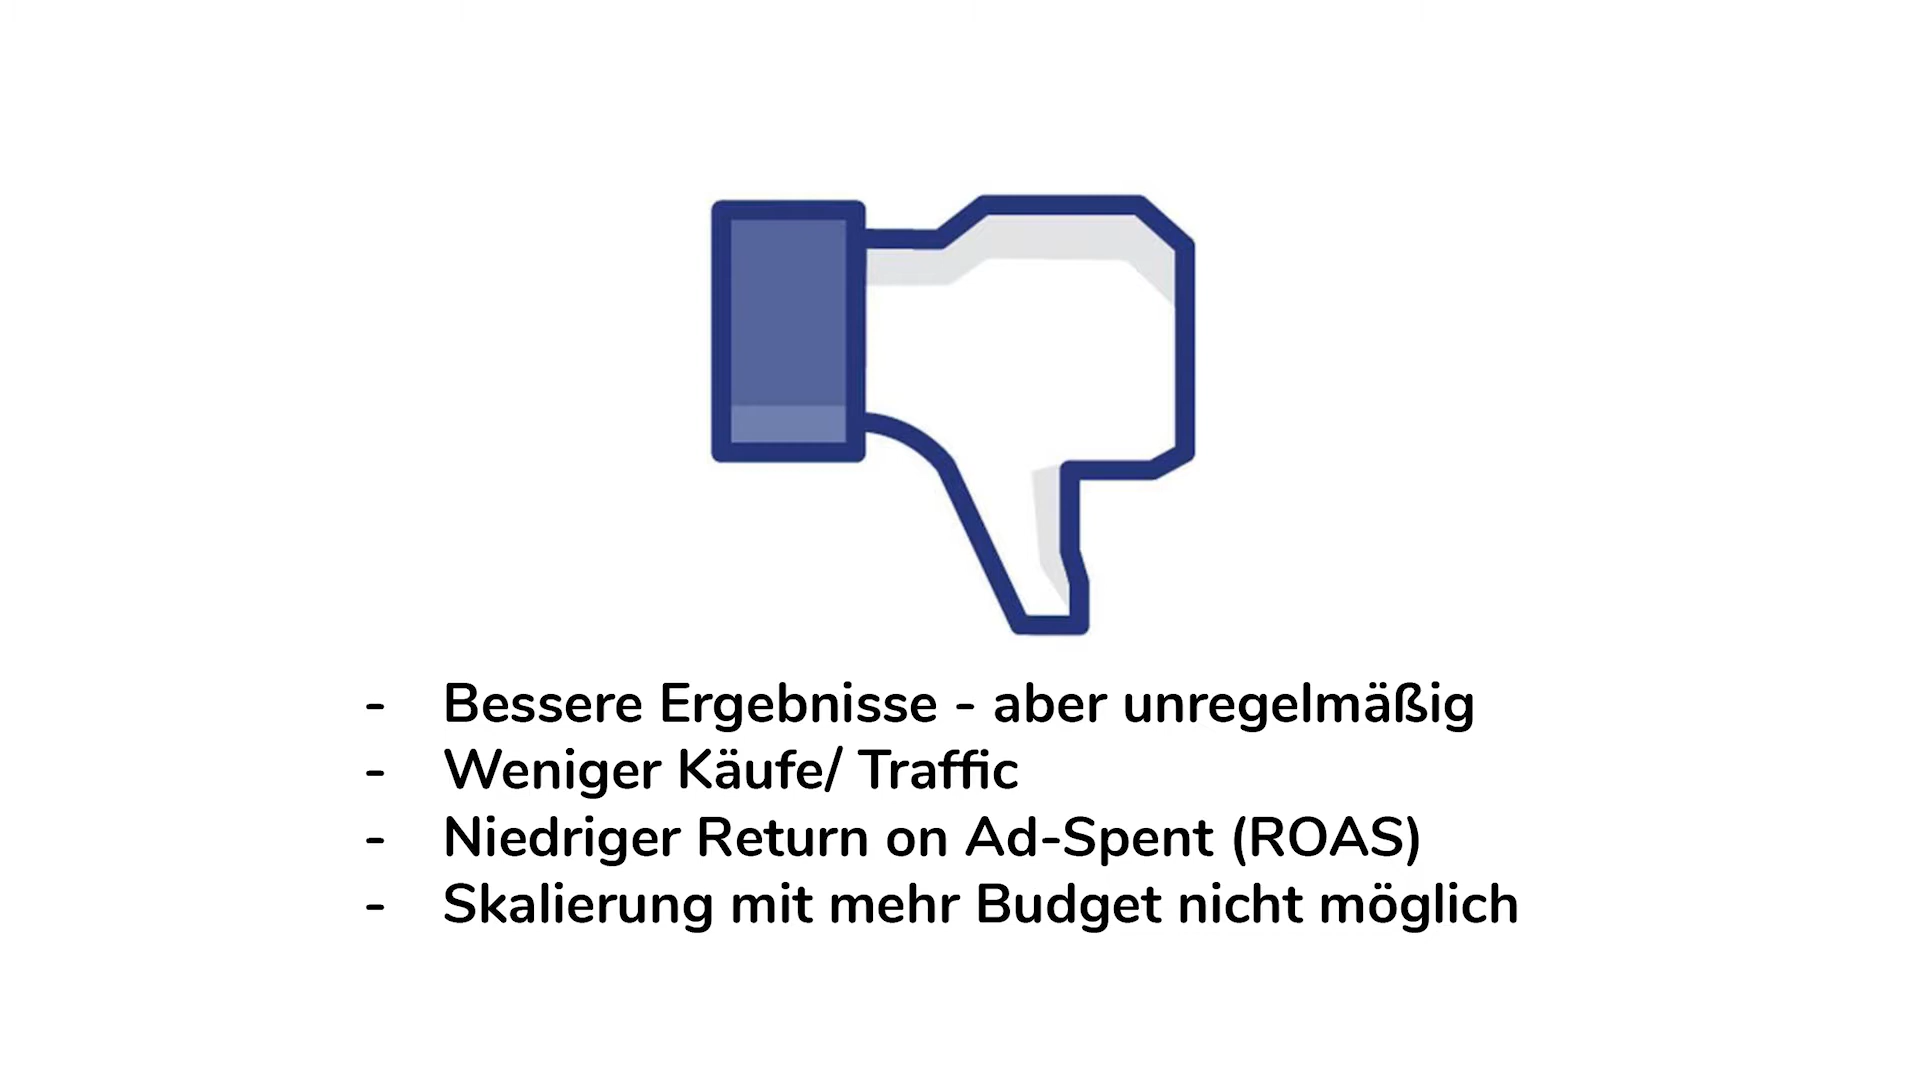 - Bessere Ergebnisse - aber unregelmäßig
- Weniger Käufe/ Traffic
- Niedriger Return on Ad-Spent (ROAS)
- Skalierung mit mehr Budget nicht möglich